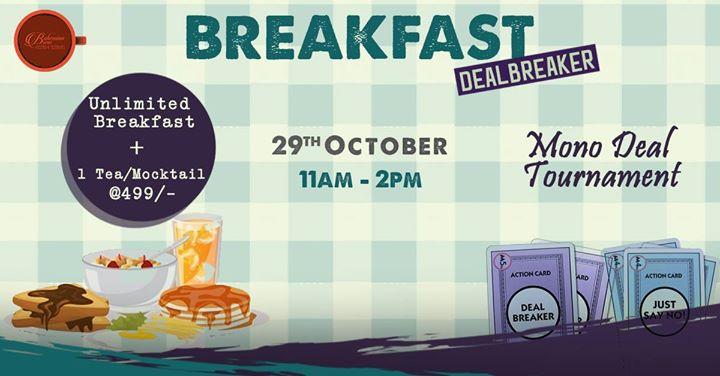 BREAKFAST
DEALBREAKER
Unlimited
Breakfast
+
1 Tea/Mocktail
@499/-
29TH OCTOBER
11AM - 2PM
Mono Deal
Tournament
ACTION CARD
DEAL
BREAKER
ACTION CARD
JUST
SAY NO!